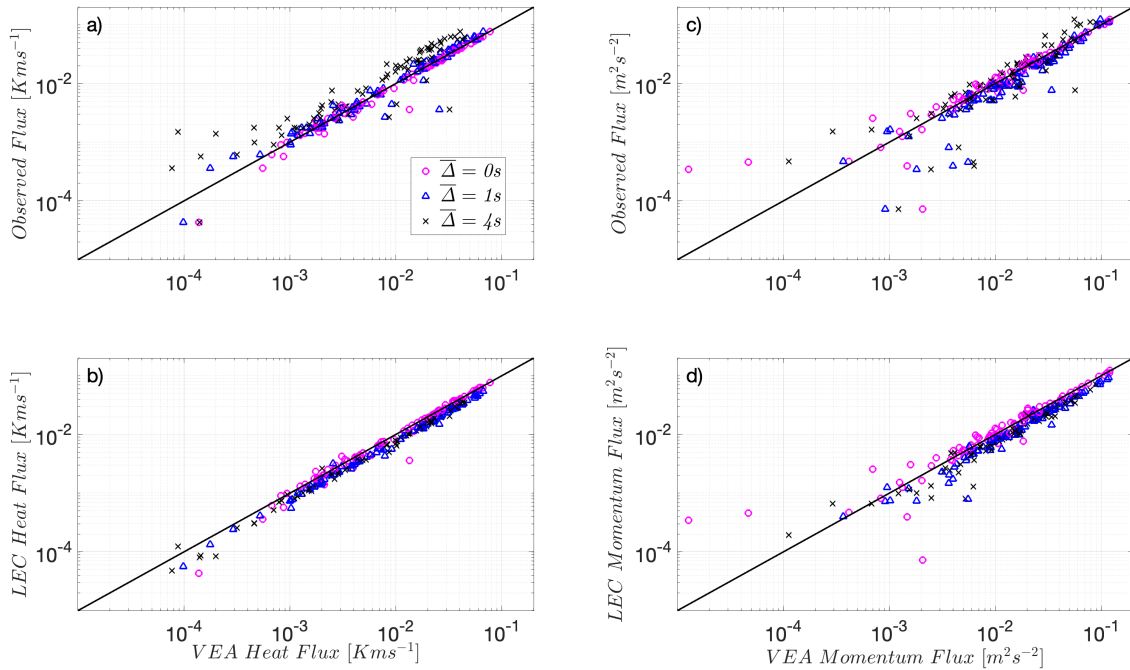 a)
Observed Flux [Kms⁻¹]
10⁻²
10⁻⁴
10⁻⁴ 10⁻³ 10⁻² 10⁻¹
Δ̅ = 0s
Δ̅ = 1s
Δ̅ = 4s
c)
Observed Flux [m²s⁻²]
10⁻²
10⁻⁴
10⁻⁴ 10⁻³ 10⁻² 10⁻¹
b)
LEC Heat Flux [Kms⁻¹]
10⁻²
10⁻⁴
10⁻⁴ 10⁻³ 10⁻² 10⁻¹
VEA Heat Flux [Kms⁻¹]
d)
LEC Momentum Flux [m²s⁻²]
10⁻²
10⁻⁴
10⁻⁴ 10⁻³ 10⁻² 10⁻¹
VEA Momentum Flux [m²s⁻²]